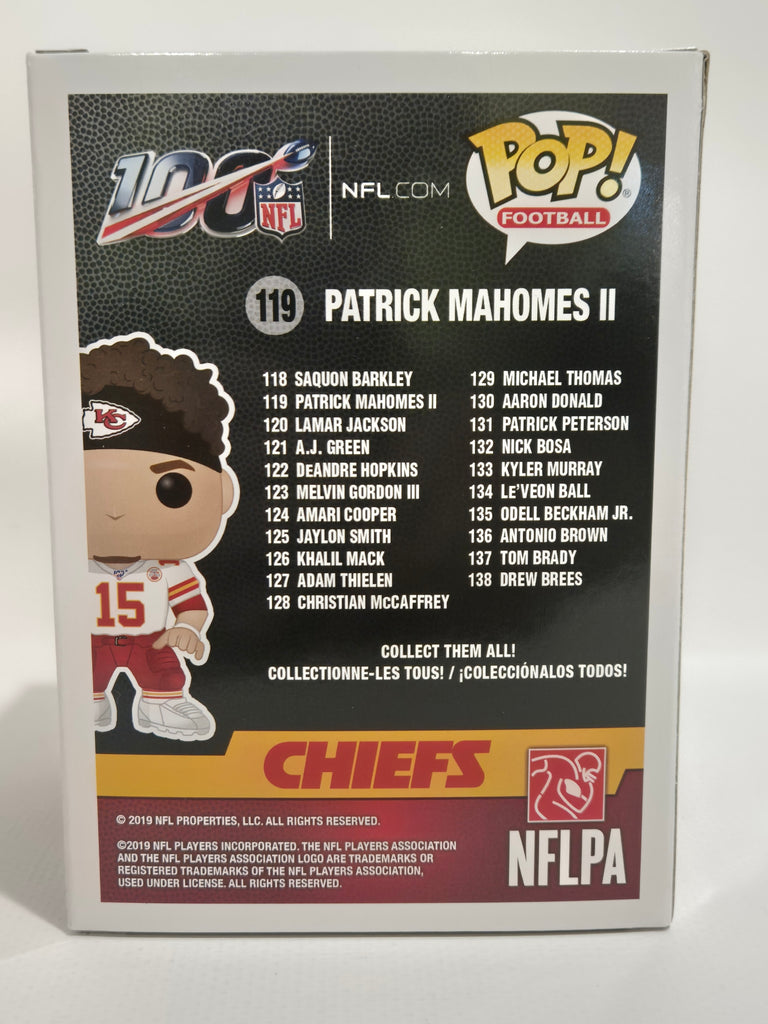 100
NFL
NFL.COM
POP!
®
FOOTBALL
119 PATRICK MAHOMES II
118 SAQUON BARKLEY
119 PATRICK MAHOMES II
120 LAMAR JACKSON
121 A.J. GREEN
122 DeANDRE HOPKINS
123 MELVIN GORDON III
124 AMARI COOPER
125 JAYLON SMITH
126 KHALIL MACK
127 ADAM THIELEN
128 CHRISTIAN McCAFFREY
129 MICHAEL THOMAS
130 AARON DONALD
131 PATRICK PETERSON
132 NICK BOSA
133 KYLER MURRAY
134 LE'VEON BALL
135 ODELL BECKHAM JR.
136 ANTONIO BROWN
137 TOM BRADY
138 DREW BREES
KC
15
COLLECT THEM ALL!
COLLECTIONNE-LES TOUS! / ¡COLECCIÓNALOS TODOS!
CHIEFS
© 2019 NFL PROPERTIES, LLC. ALL RIGHTS RESERVED.
©2019 NFL PLAYERS INCORPORATED. THE NFL PLAYERS ASSOCIATION
AND THE NFL PLAYERS ASSOCIATION LOGO ARE TRADEMARKS OR
REGISTERED TRADEMARKS OF THE NFL PLAYERS ASSOCIATION,
USED UNDER LICENSE. ALL RIGHTS RESERVED.
NFLPA